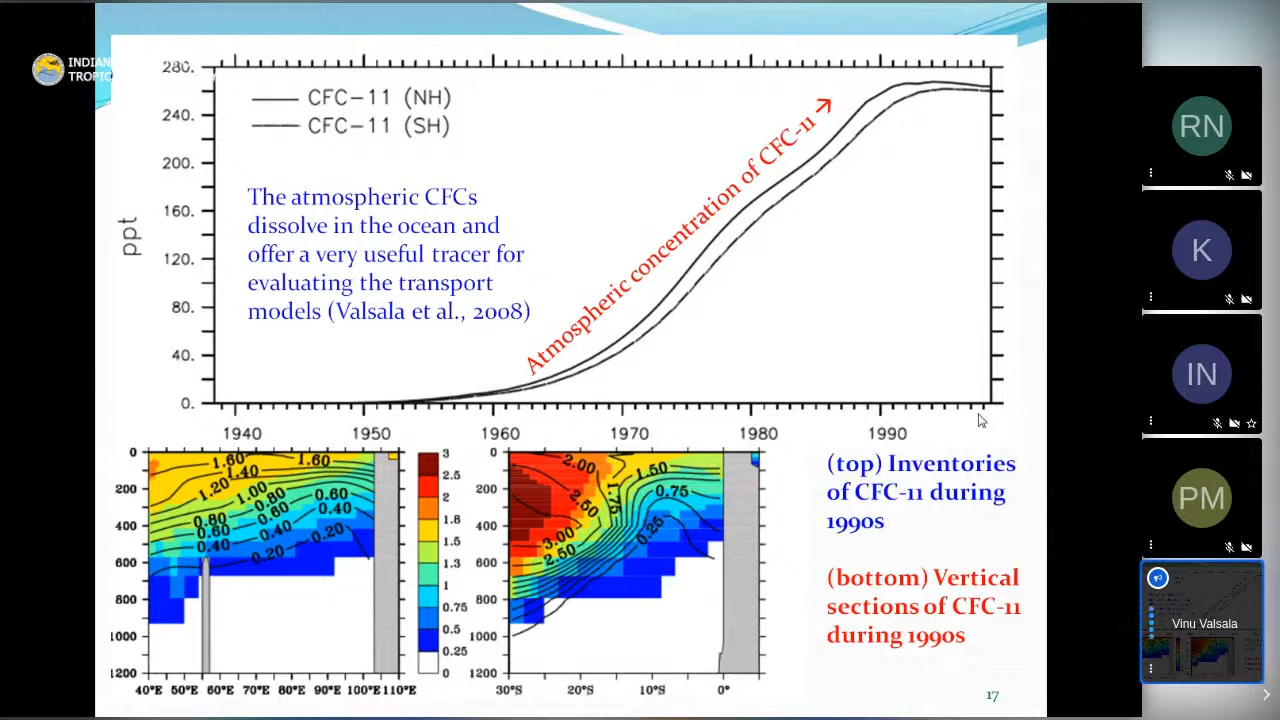 INDIAN
TROPIC
280.
240.
200.
160.
120.
80.
40.
0.
ppt
CFC-11 (NH)
CFC-11 (SH)
The atmospheric CFCs
dissolve in the ocean and
offer a very useful tracer for
evaluating the transport
models (Valsala et al., 2008)
Atmospheric concentration of CFC-11
1940 1950 1960 1970 1980 1990
0
200
400
600
800
1000
1200
1.60 1.60
1.40
1.20 1.00
0.80 0.60
0.80 0.60 0.40
0.60 0.40
0.40 0.20 0.20
40°E 50°E 60°E 70°E 80°E 90°E 100°E 110°E
3
2.5
2
1.8
1.5
1.3
1
0.75
0.5
0.25
0
0
200
400
600
800
1000
1200
2.00 1.50
1.75 0.75
2.50
0.25
3.00
2.50
30°S 20°S 10°S 0°
(top) Inventories
of CFC-11 during
1990s
(bottom) Vertical
sections of CFC-11
during 1990s
17
RN
K
IN
PM
Vinu Valsala